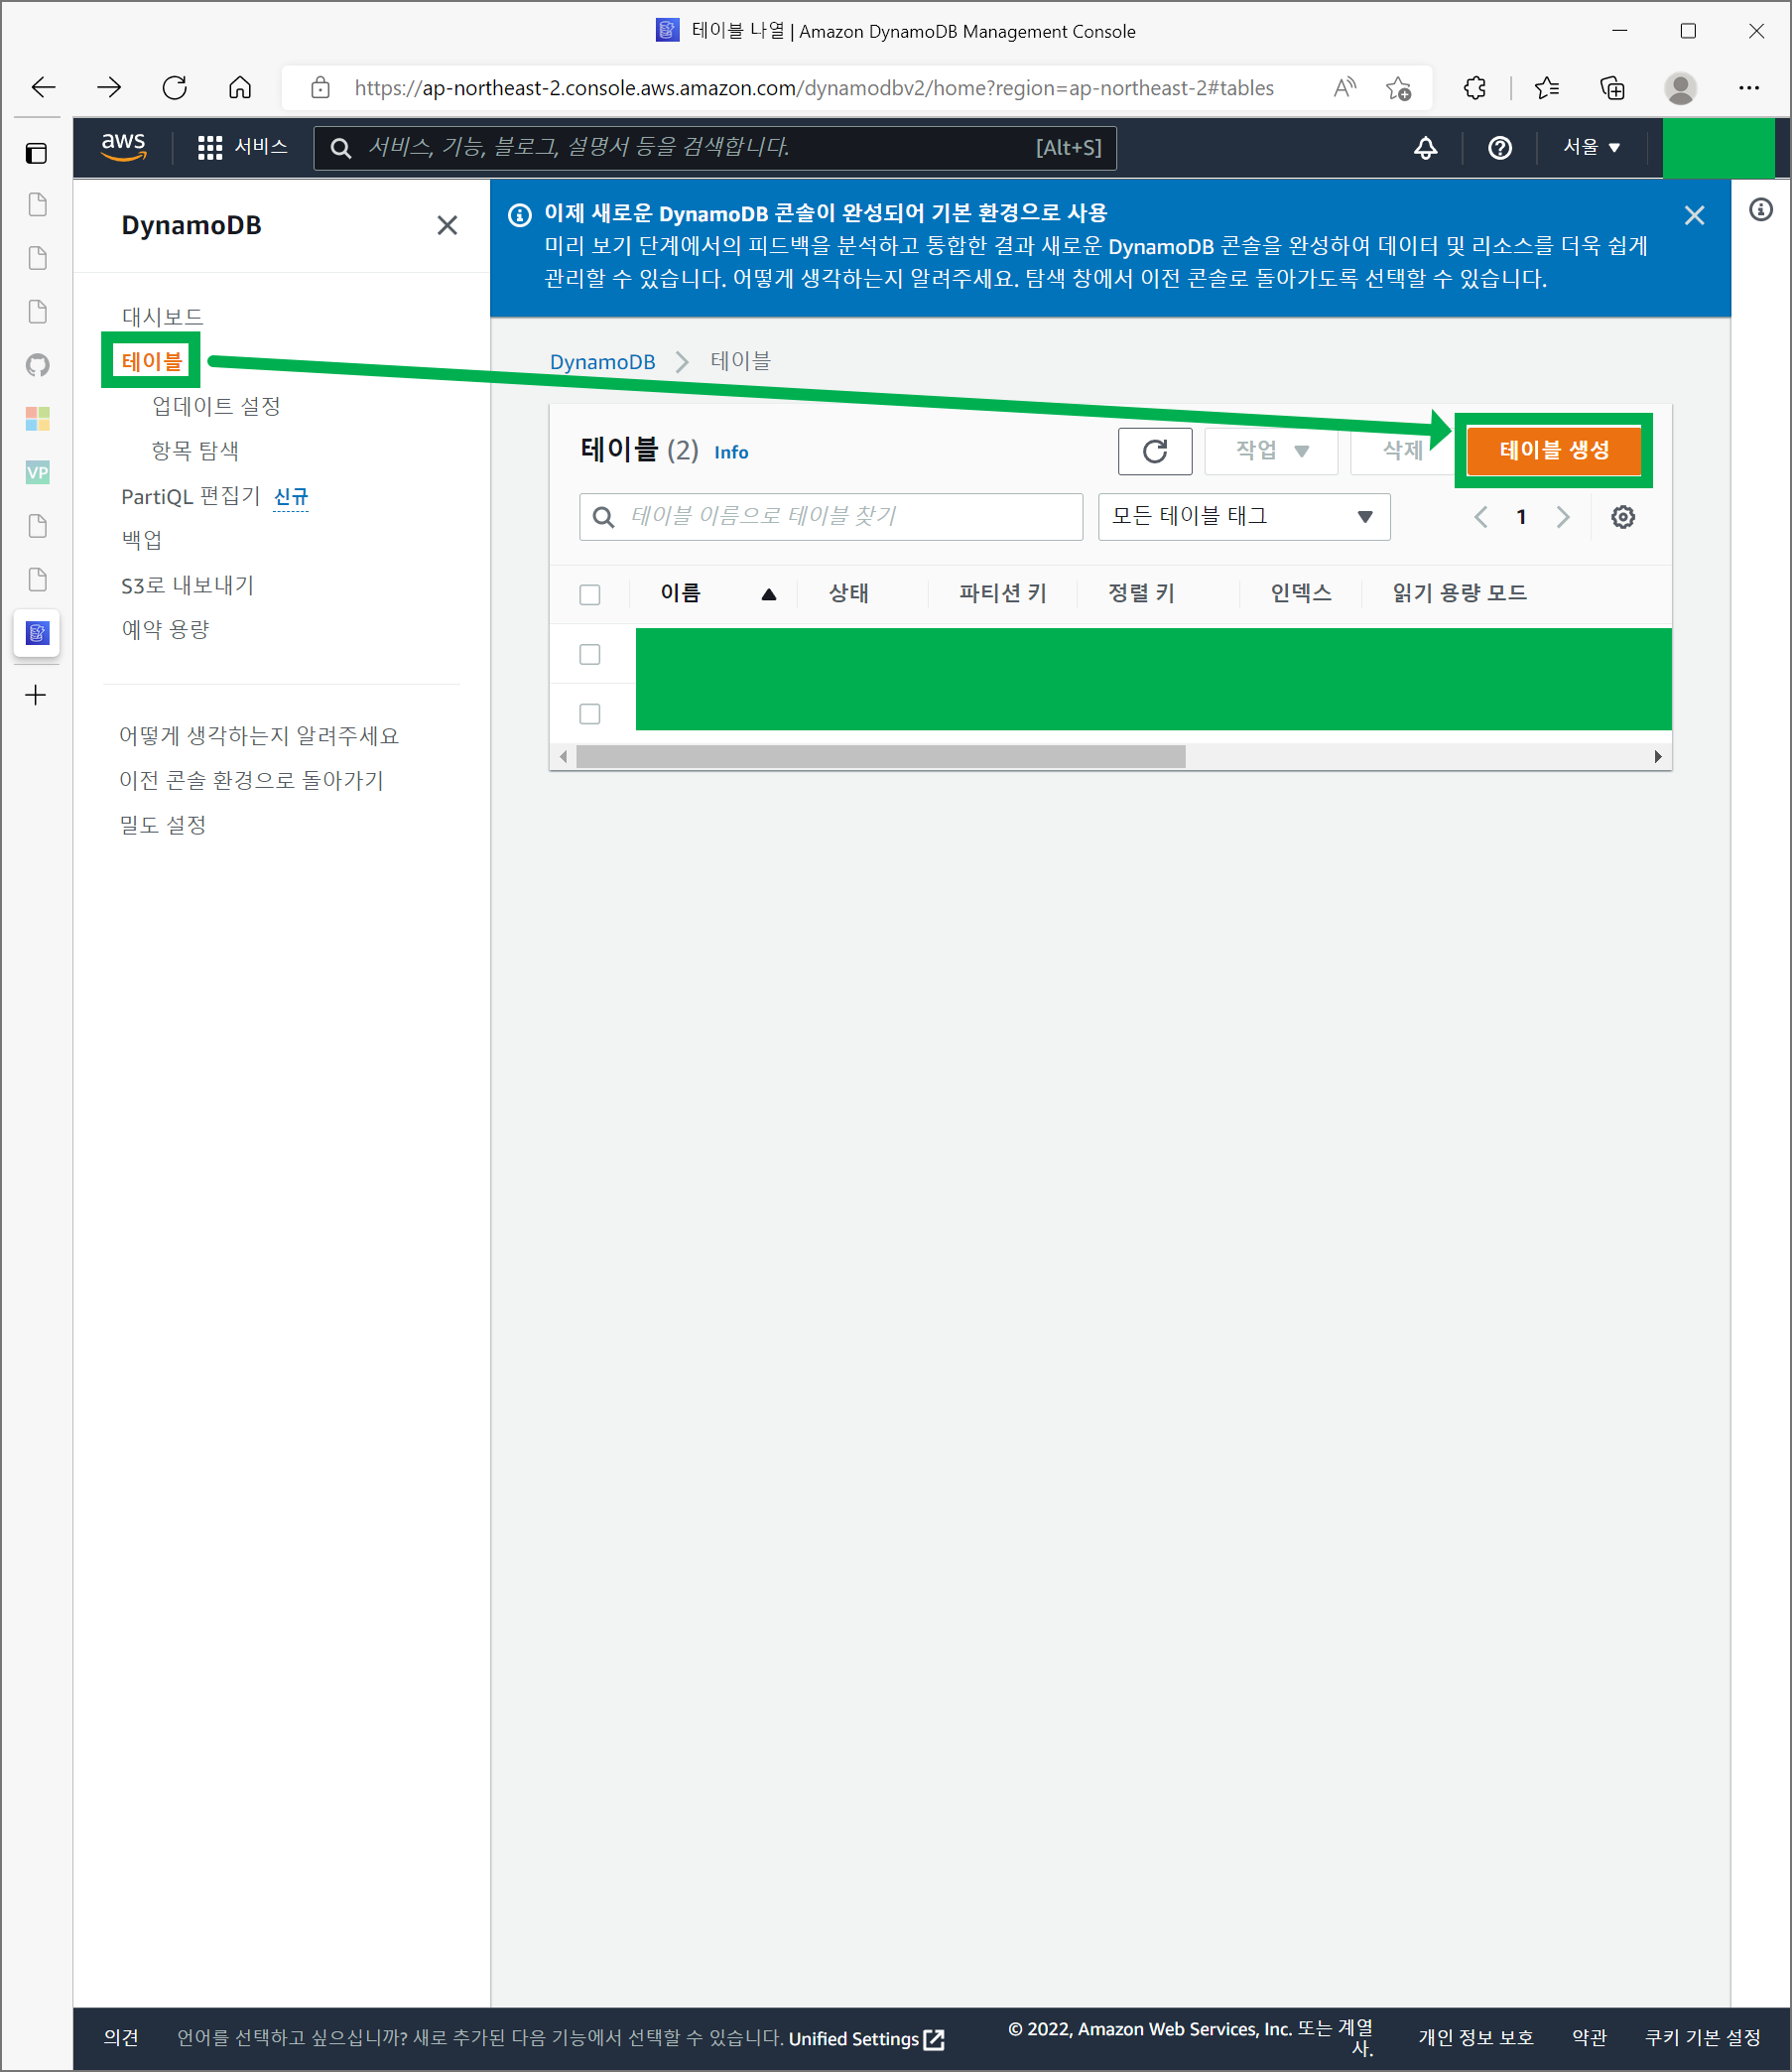 테이블 나열 | Amazon DynamoDB Management Console
https://ap-northeast-2.console.aws.amazon.com/dynamodbv2/home?region=ap-northeast-2#tables
aws
서비스
서비스, 기능, 블로그, 설명서 등을 검색합니다.
[Alt+S]
서울
VP
DynamoDB
대시보드
테이블
업데이트 설정
항목 탐색
PartiQL 편집기 신규
백업
S3로 내보내기
예약 용량
어떻게 생각하는지 알려주세요
이전 콘솔 환경으로 돌아가기
밀도 설정
이제 새로운 DynamoDB 콘솔이 완성되어 기본 환경으로 사용
미리 보기 단계에서의 피드백을 분석하고 통합한 결과 새로운 DynamoDB 콘솔을 완성하여 데이터 및 리소스를 더욱 쉽게
관리할 수 있습니다. 어떻게 생각하는지 알려주세요. 탐색 창에서 이전 콘솔로 돌아가도록 선택할 수 있습니다.
DynamoDB
테이블
테이블 (2) Info
작업
삭제
테이블 생성
테이블 이름으로 테이블 찾기
모든 테이블 태그
1
이름
상태
파티션 키
정렬 키
인덱스
읽기 용량 모드
의견
언어를 선택하고 싶으십니까? 새로 추가된 다음 기능에서 선택할 수 있습니다. Unified Settings
© 2022, Amazon Web Services, Inc. 또는 계열
사.
개인 정보 보호
약관
쿠키 기본 설정